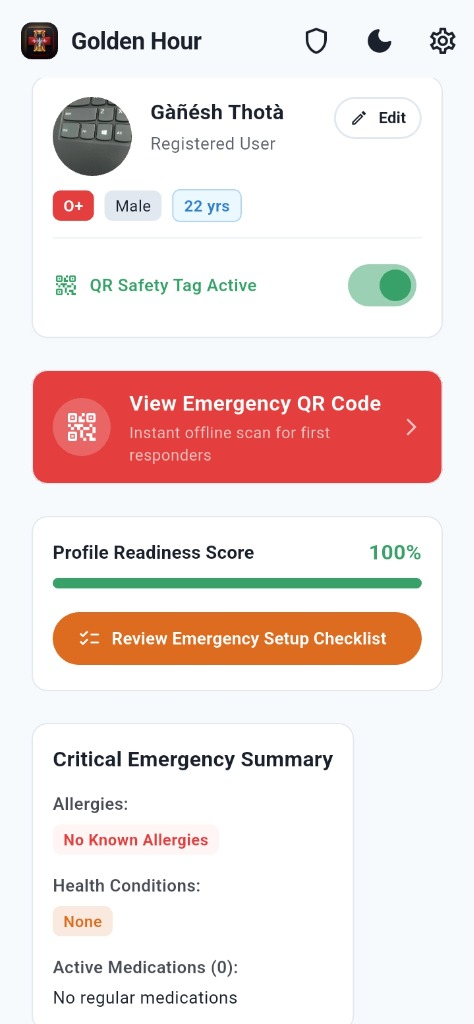 Golden Hour
Gàñésh Thotà
Registered User
Edit
O+
Male
22 yrs
QR Safety Tag Active
View Emergency QR Code
Instant offline scan for first
responders
Profile Readiness Score
100%
Review Emergency Setup Checklist
Critical Emergency Summary
Allergies:
No Known Allergies
Health Conditions:
None
Active Medications (0):
No regular medications